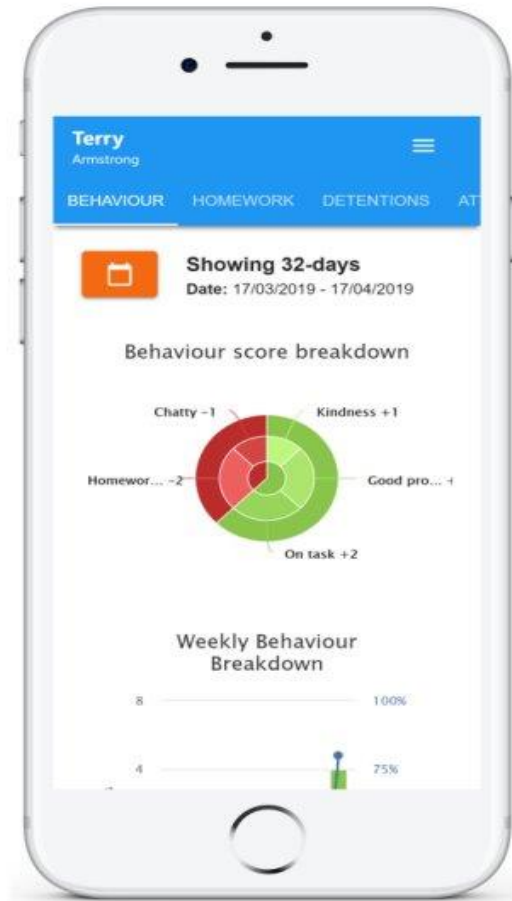 Terry
Armstrong
BEHAVIOUR HOMEWORK DETENTIONS AT
Showing 32-days
Date: 17/03/2019 - 17/04/2019
Behaviour score breakdown
Chatty -1 Kindness +1
Homewor... -2 Good pro... +
On task +2
Weekly Behaviour
Breakdown
8 100%
4 75%